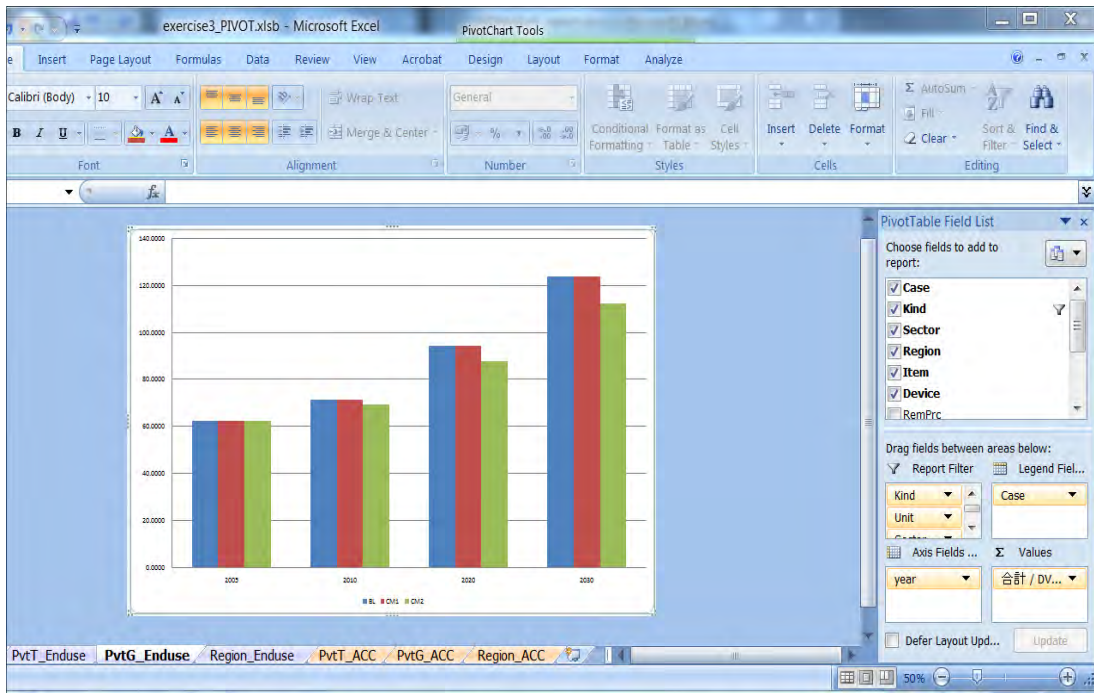 exercise3_PIVOT.xlsb - Microsoft Excel
PivotChart Tools
Insert Page Layout Formulas Data Review View Acrobat Design Layout Format Analyze
Calibri (Body) 10 A A Wrap Text General Conditional Formatting Format as Table Cell Styles Insert Delete Format Σ AutoSum
Fill
B I U A Merge & Center % , Clear Sort & Filter Find & Select
Font Alignment Number Styles Cells Editing
fx
PivotTable Field List
Choose fields to add to
report:
Case
Kind
Sector
Region
Item
Device
RemPrc
Drag fields between areas below:
Report Filter Legend Fiel...
Kind Case
Unit
Axis Fields ... Σ Values
year 合計 / DV...
Defer Layout Upd... Update
140.0000
120.0000
100.0000
80.0000
60.0000
40.0000
20.0000
0.0000
2005 2010 2020 2030
BL CM1 CM2
PvtT_Enduse PvtG_Enduse Region_Enduse PvtT_ACC PvtG_ACC Region_ACC
50%